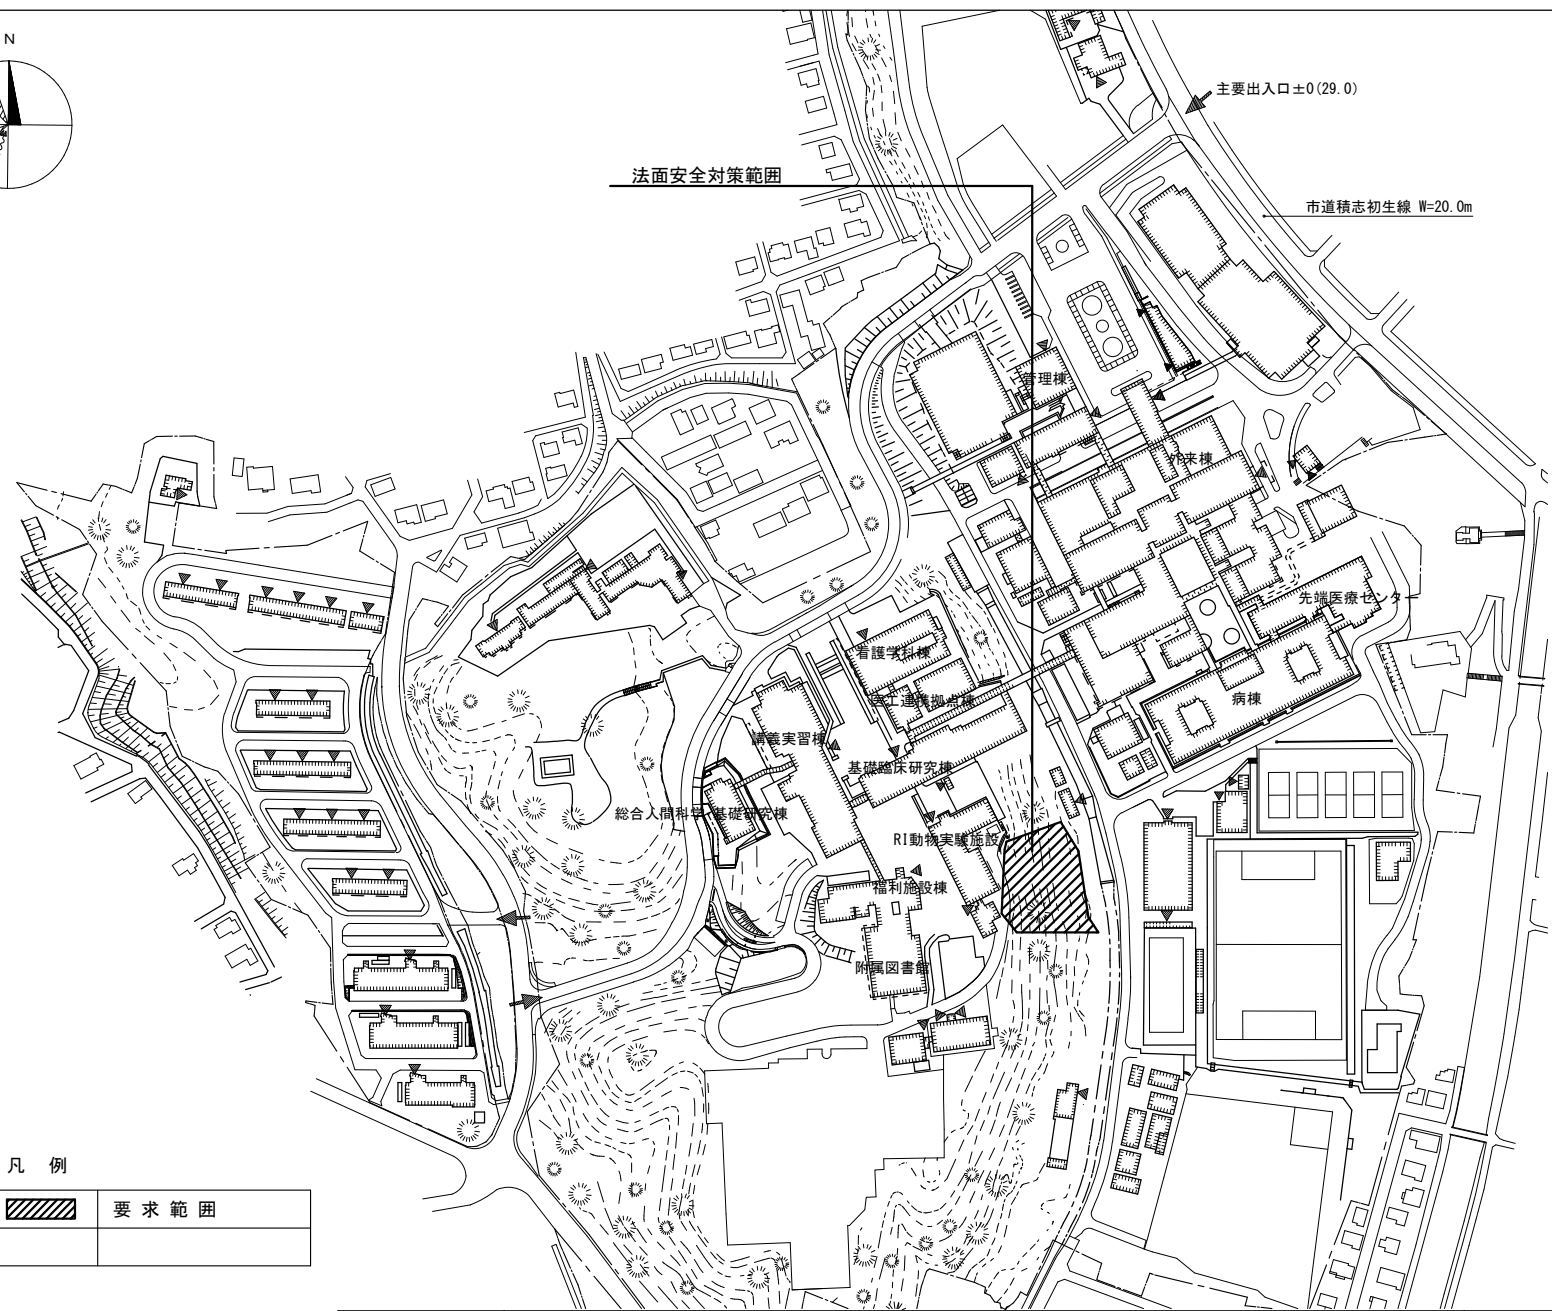 N
主要出入口±0(29.0)
法面安全対策範囲
市道積志初生線 W=20.0m
管理棟
外来棟
先端医療センター
看護学科棟
医工連携拠点棟
病棟
講義実習棟
基礎臨床研究棟
総合人間科学・基礎研究棟
RI動物実験施設
福利施設棟
附属図書館
凡 例
要 求 範 囲